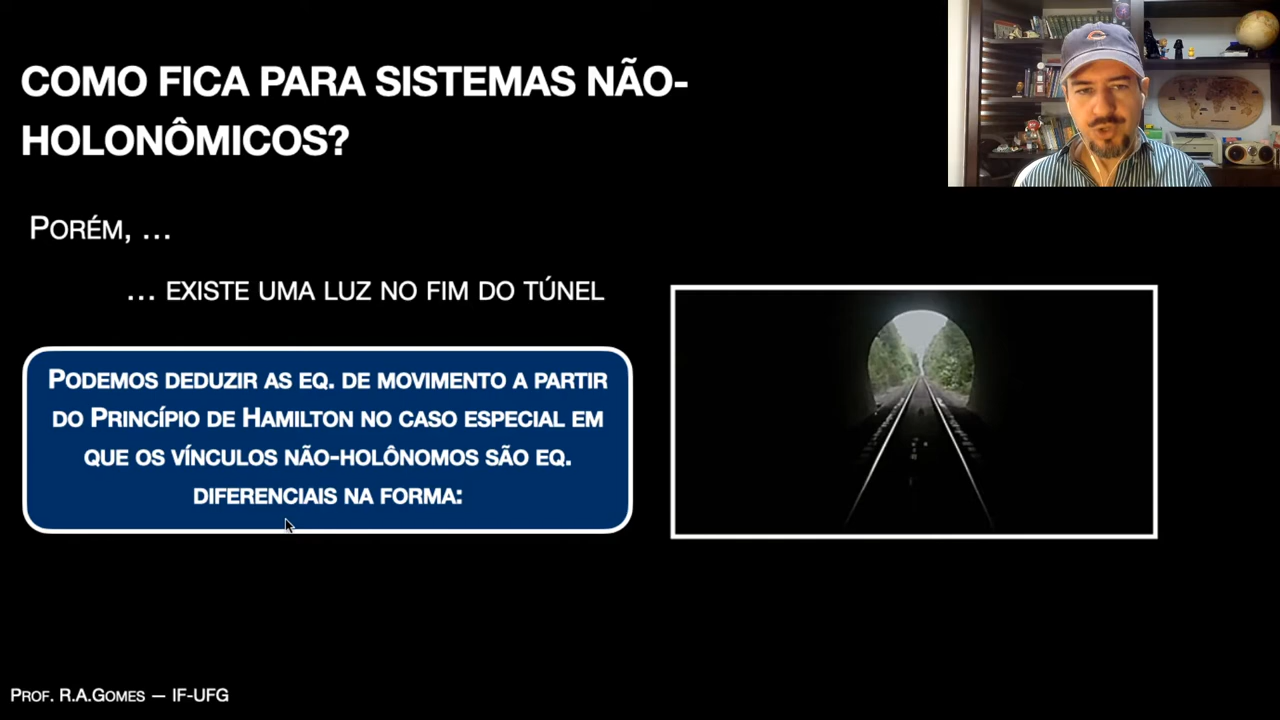 COMO FICA PARA SISTEMAS NÃO-
HOLONÔMICOS?
PORÉM, ...
... EXISTE UMA LUZ NO FIM DO TÚNEL
PODEMOS DEDUZIR AS EQ. DE MOVIMENTO A PARTIR
DO PRINCÍPIO DE HAMILTON NO CASO ESPECIAL EM
QUE OS VÍNCULOS NÃO-HOLÔNOMOS SÃO EQ.
DIFERENCIAIS NA FORMA:
PROF. R.A.GOMES — IF-UFG